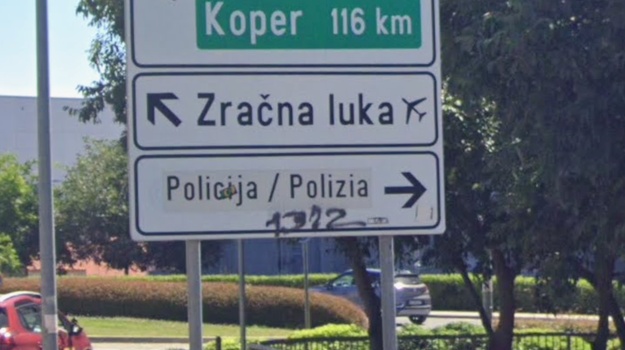 Koper 116 km
Zračna luka
Policija / Polizia
1312